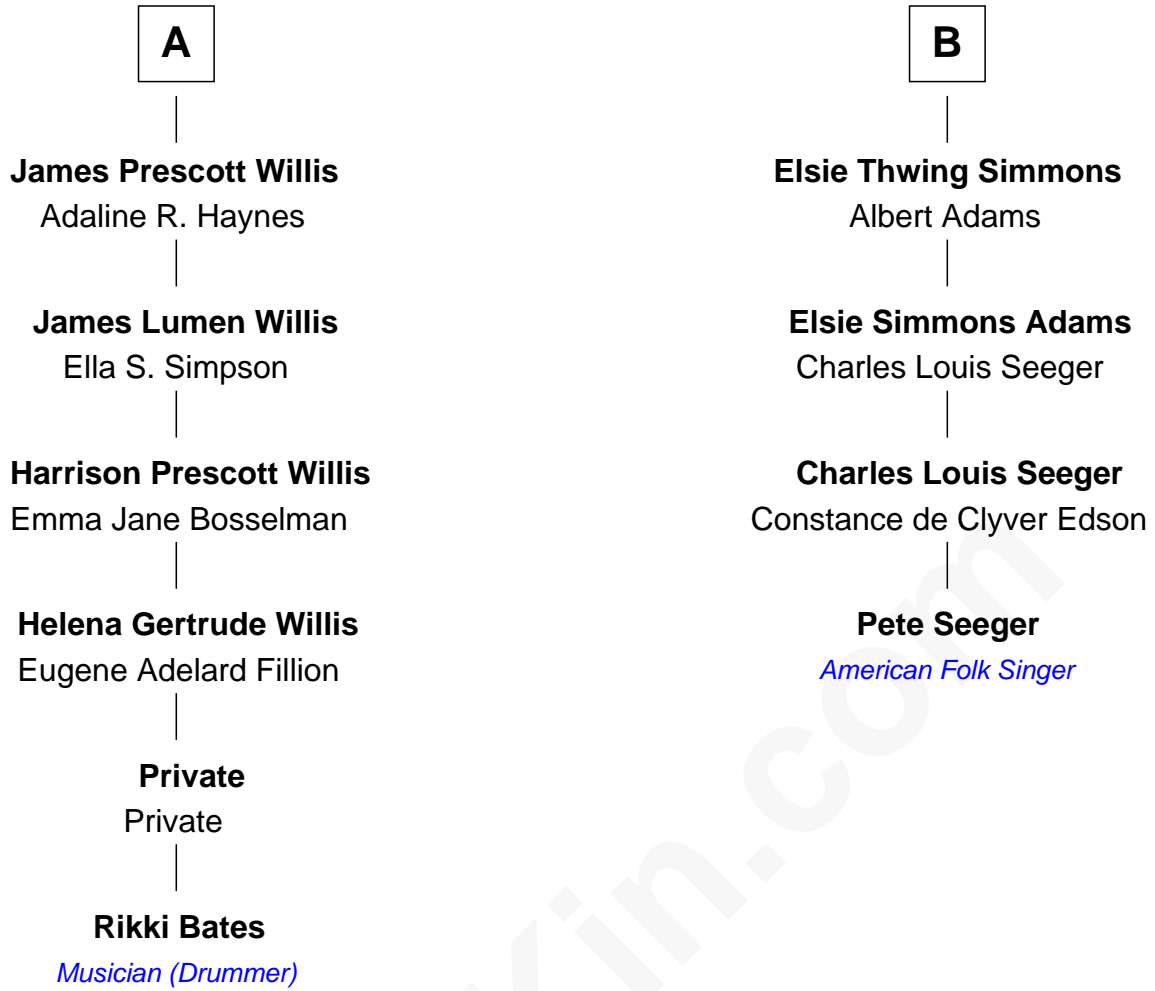 A
James Prescott Willis
Adaline R. Haynes
James Lumen Willis
Ella S. Simpson
Harrison Prescott Willis
Emma Jane Bosselman
Helena Gertrude Willis
Eugene Adelard Fillion
Private
Private
Rikki Bates
Musician (Drummer)
B
Elsie Thwing Simmons
Albert Adams
Elsie Simmons Adams
Charles Louis Seeger
Charles Louis Seeger
Constance de Clyver Edson
Pete Seeger
American Folk Singer
Kin.com